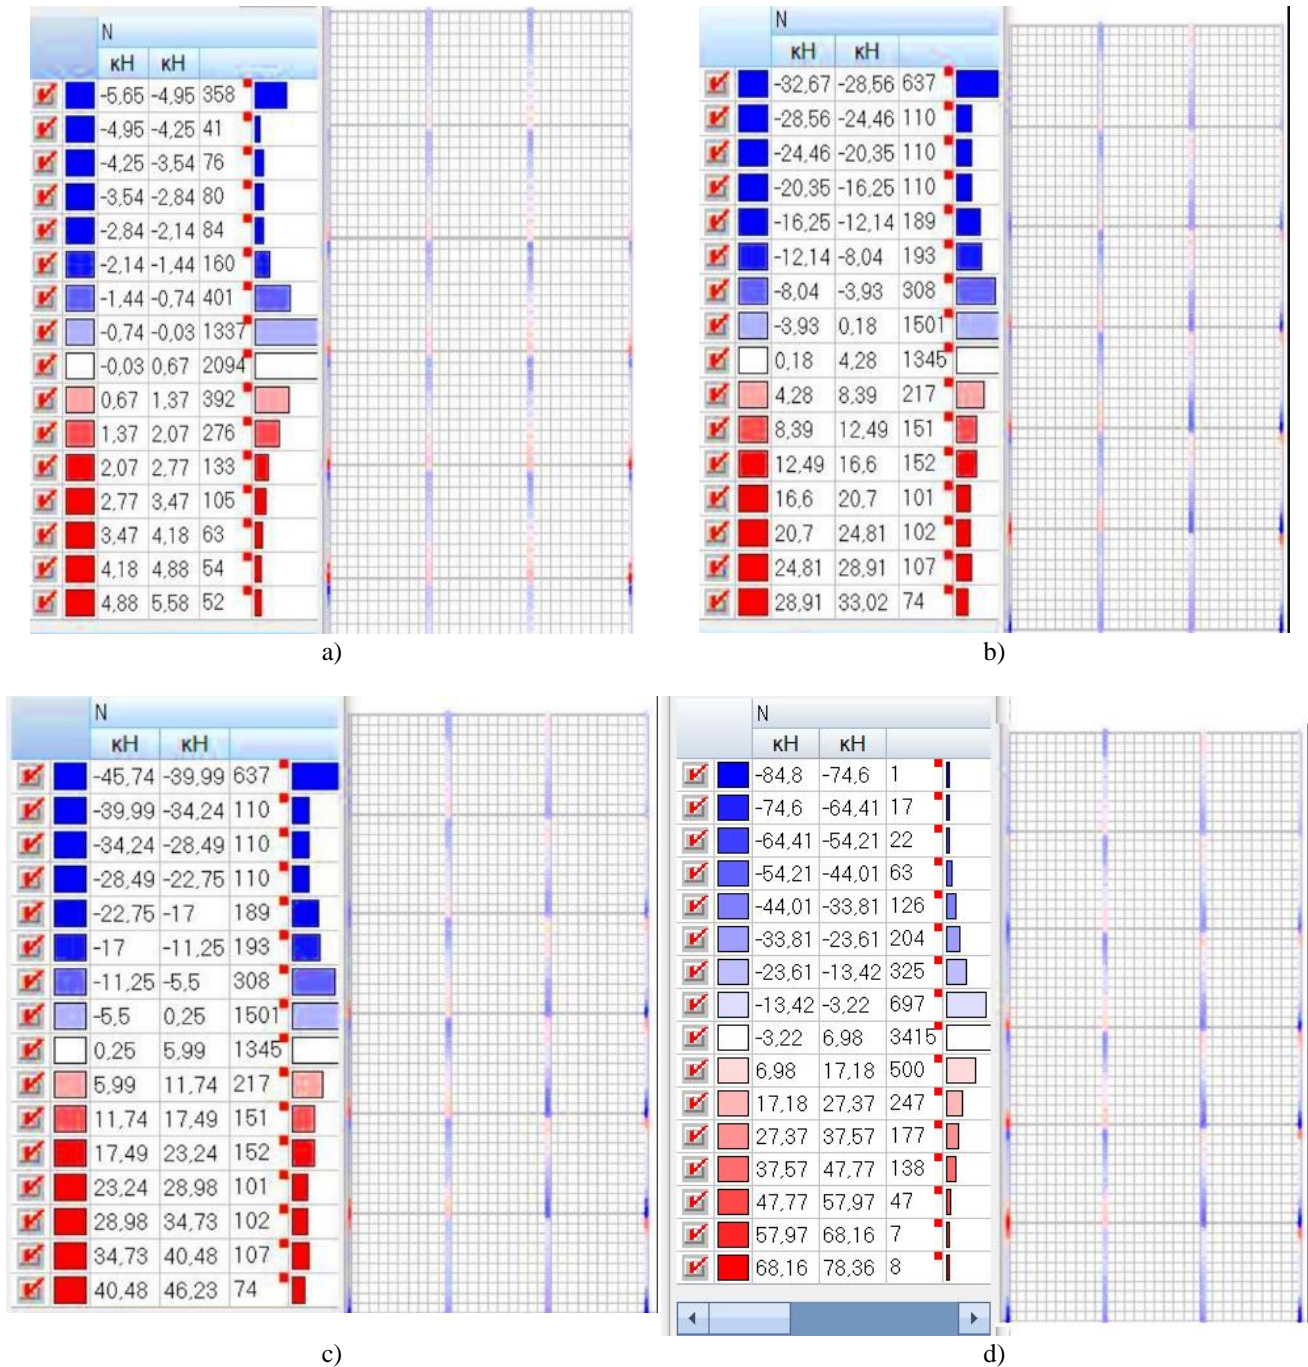 N
кН кН
-5,65 -4,95 358
-4,95 -4,25 41
-4,25 -3,54 76
-3,54 -2,84 80
-2,84 -2,14 84
-2,14 -1,44 160
-1,44 -0,74 401
-0,74 -0,03 1337
-0,03 0,67 2094
0,67 1,37 392
1,37 2,07 276
2,07 2,77 133
2,77 3,47 105
3,47 4,18 63
4,18 4,88 54
4,88 5,58 52
a)
N
кН кН
-32,67 -28,56 637
-28,56 -24,46 110
-24,46 -20,35 110
-20,35 -16,25 110
-16,25 -12,14 189
-12,14 -8,04 193
-8,04 -3,93 308
-3,93 0,18 1501
0,18 4,28 1345
4,28 8,39 217
8,39 12,49 151
12,49 16,6 152
16,6 20,7 101
20,7 24,81 102
24,81 28,91 107
28,91 33,02 74
b)
N
кН кН
-45,74 -39,99 637
-39,99 -34,24 110
-34,24 -28,49 110
-28,49 -22,75 110
-22,75 -17 189
-17 -11,25 193
-11,25 -5,5 308
-5,5 0,25 1501
0,25 5,99 1345
5,99 11,74 217
11,74 17,49 151
17,49 23,24 152
23,24 28,98 101
28,98 34,73 102
34,73 40,48 107
40,48 46,23 74
c)
N
кН кН
-84,8 -74,6 1
-74,6 -64,41 17
-64,41 -54,21 22
-54,21 -44,01 63
-44,01 -33,81 126
-33,81 -23,61 204
-23,61 -13,42 325
-13,42 -3,22 697
-3,22 6,98 3415
6,98 17,18 500
17,18 27,37 247
27,37 37,57 177
37,57 47,77 138
47,77 57,97 47
57,97 68,16 7
68,16 78,36 8
d)